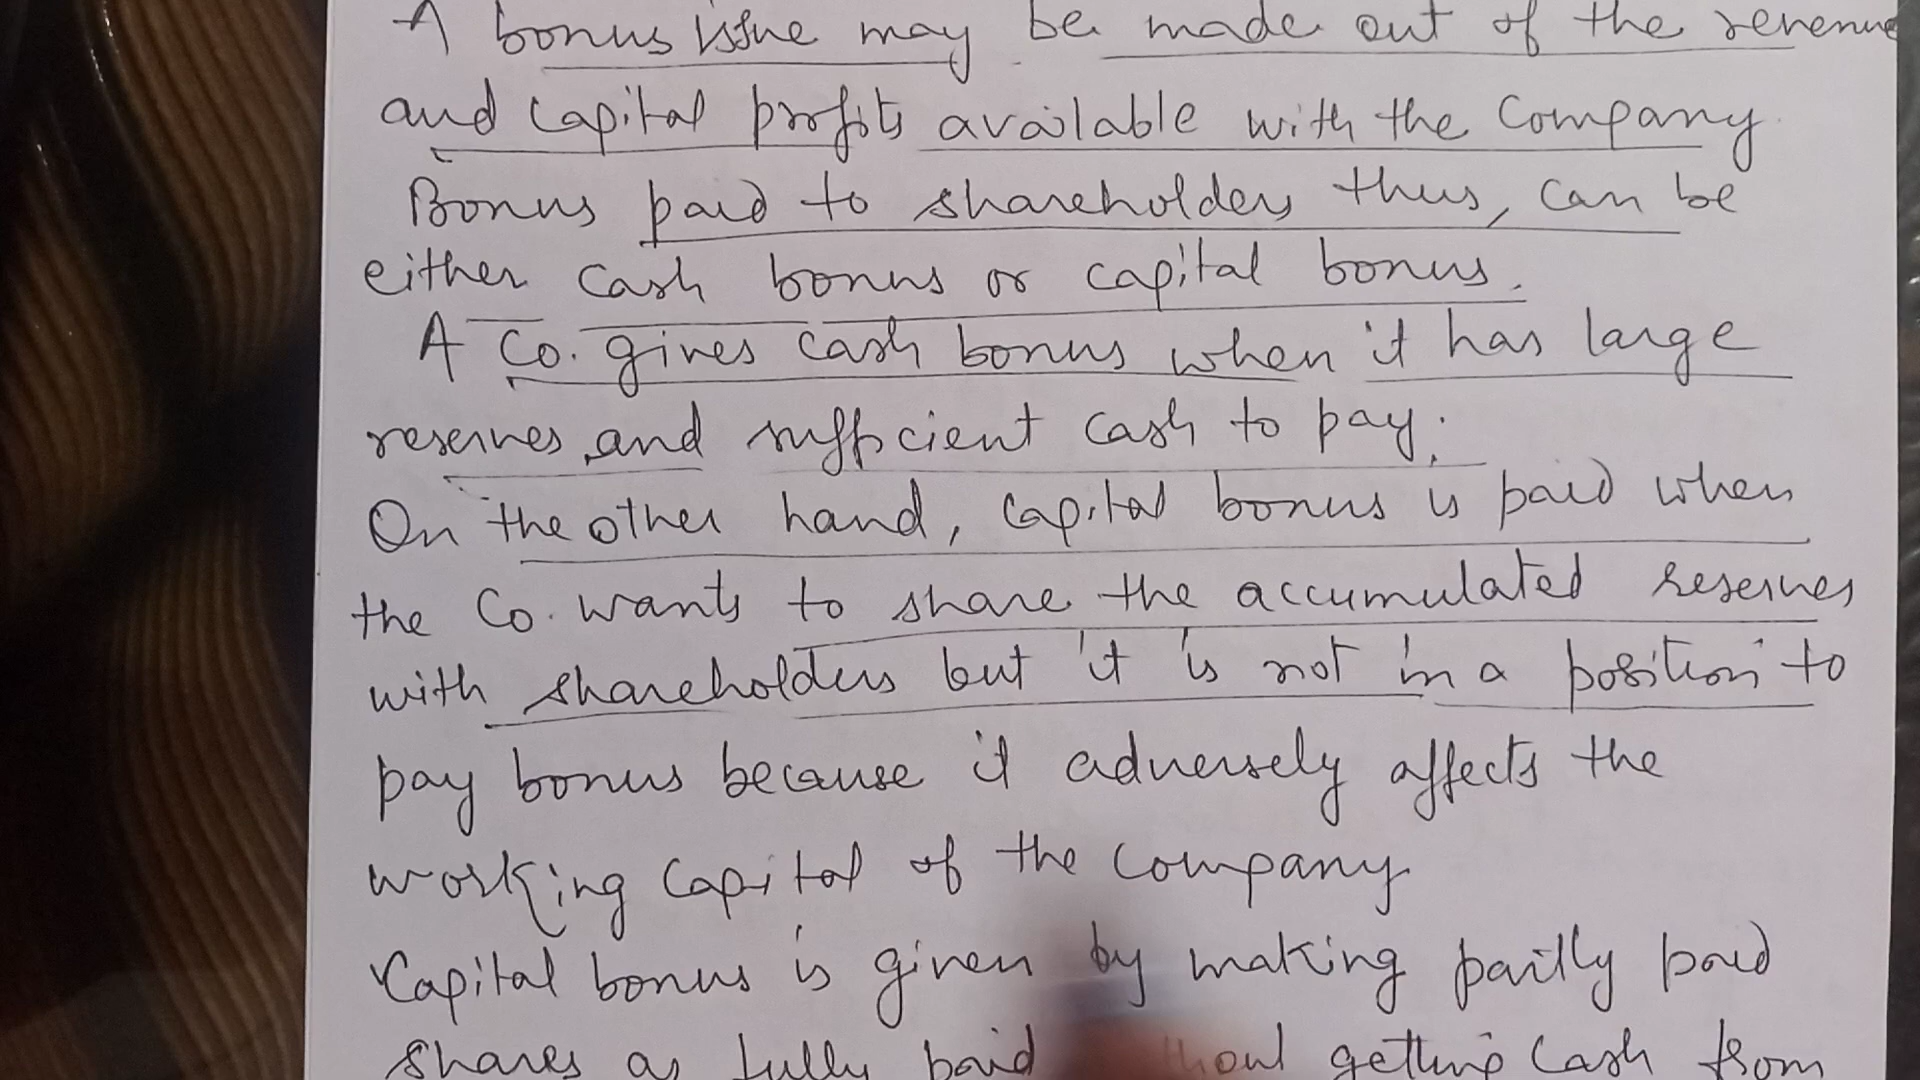 A bonus issue may be made out of the revenue
and capital profits available with the Company
Bonus paid to shareholders thus, can be
either cash bonus or capital bonus.
A Co. gives cash bonus when it has large
reserves and sufficient cash to pay.
On the other hand, capital bonus is paid when
the Co. wants to share the accumulated reserves
with shareholders but it is not in a position to
pay bonus because it adversely affects the
working capital of the company
Capital bonus is given by making partly paid
shares as fully paid getting cash from